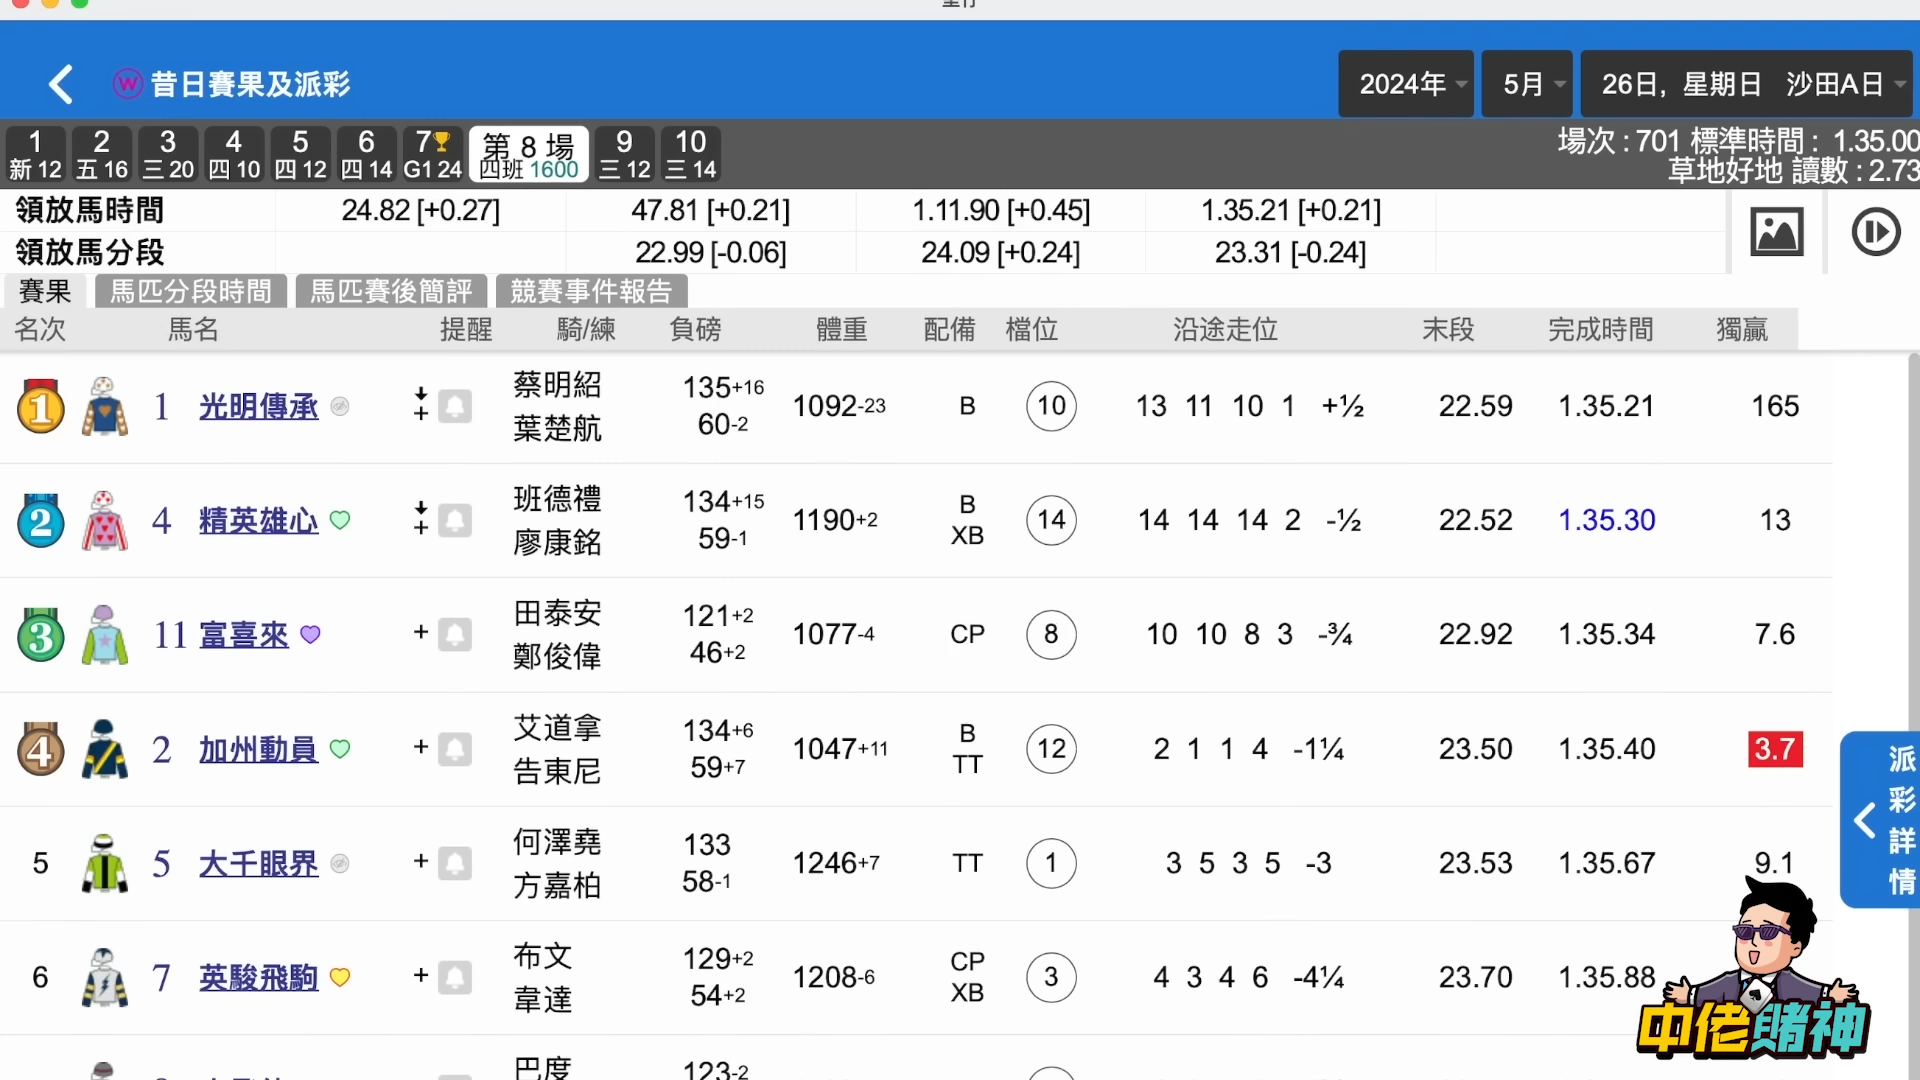 昔日賽果及派彩
2024年 5月 26日, 星期日 沙田A日
1 2 3 4 5 6 7 第 8 場 9 10
新 12 五 16 三 20 四 10 四 12 四 14 G1 24 四班 1600 三 12 三 14
場次 : 701 標準時間 : 1.35.00
草地好地 讀數 : 2.73
領放馬時間 24.82 [+0.27] 47.81 [+0.21] 1.11.90 [+0.45] 1.35.21 [+0.21]
領放馬分段 22.99 [-0.06] 24.09 [+0.24] 23.31 [-0.24]
賽果 馬匹分段時間 馬匹賽後簡評 競賽事件報告
名次 馬名 提醒 騎/練 負磅 體重 配備 檔位 沿途走位 末段 完成時間 獨贏
1 1 光明傳承 + 蔡明紹 葉楚航 135+16 60-2 1092-23 B 10 13 11 10 1 +½ 22.59 1.35.21 165
2 4 精英雄心 + 班德禮 廖康銘 134+15 59-1 1190+2 B XB 14 14 14 14 2 -½ 22.52 1.35.30 13
3 11 富喜來 + 田泰安 鄭俊偉 121+2 46+2 1077-4 CP 8 10 10 8 3 -¾ 22.92 1.35.34 7.6
4 2 加州動員 + 艾道拿 告東尼 134+6 59+7 1047+11 B TT 12 2 1 1 4 -1¼ 23.50 1.35.40 3.7
5 5 大千眼界 + 何澤堯 方嘉柏 133 58-1 1246+7 TT 1 3 5 3 5 -3 23.53 1.35.67 9.1
6 7 英駿飛駒 + 布文 韋達 129+2 54+2 1208-6 CP XB 3 4 3 4 6 -4¼ 23.70 1.35.88
巴度 123-2
派彩詳情
中佬賭神